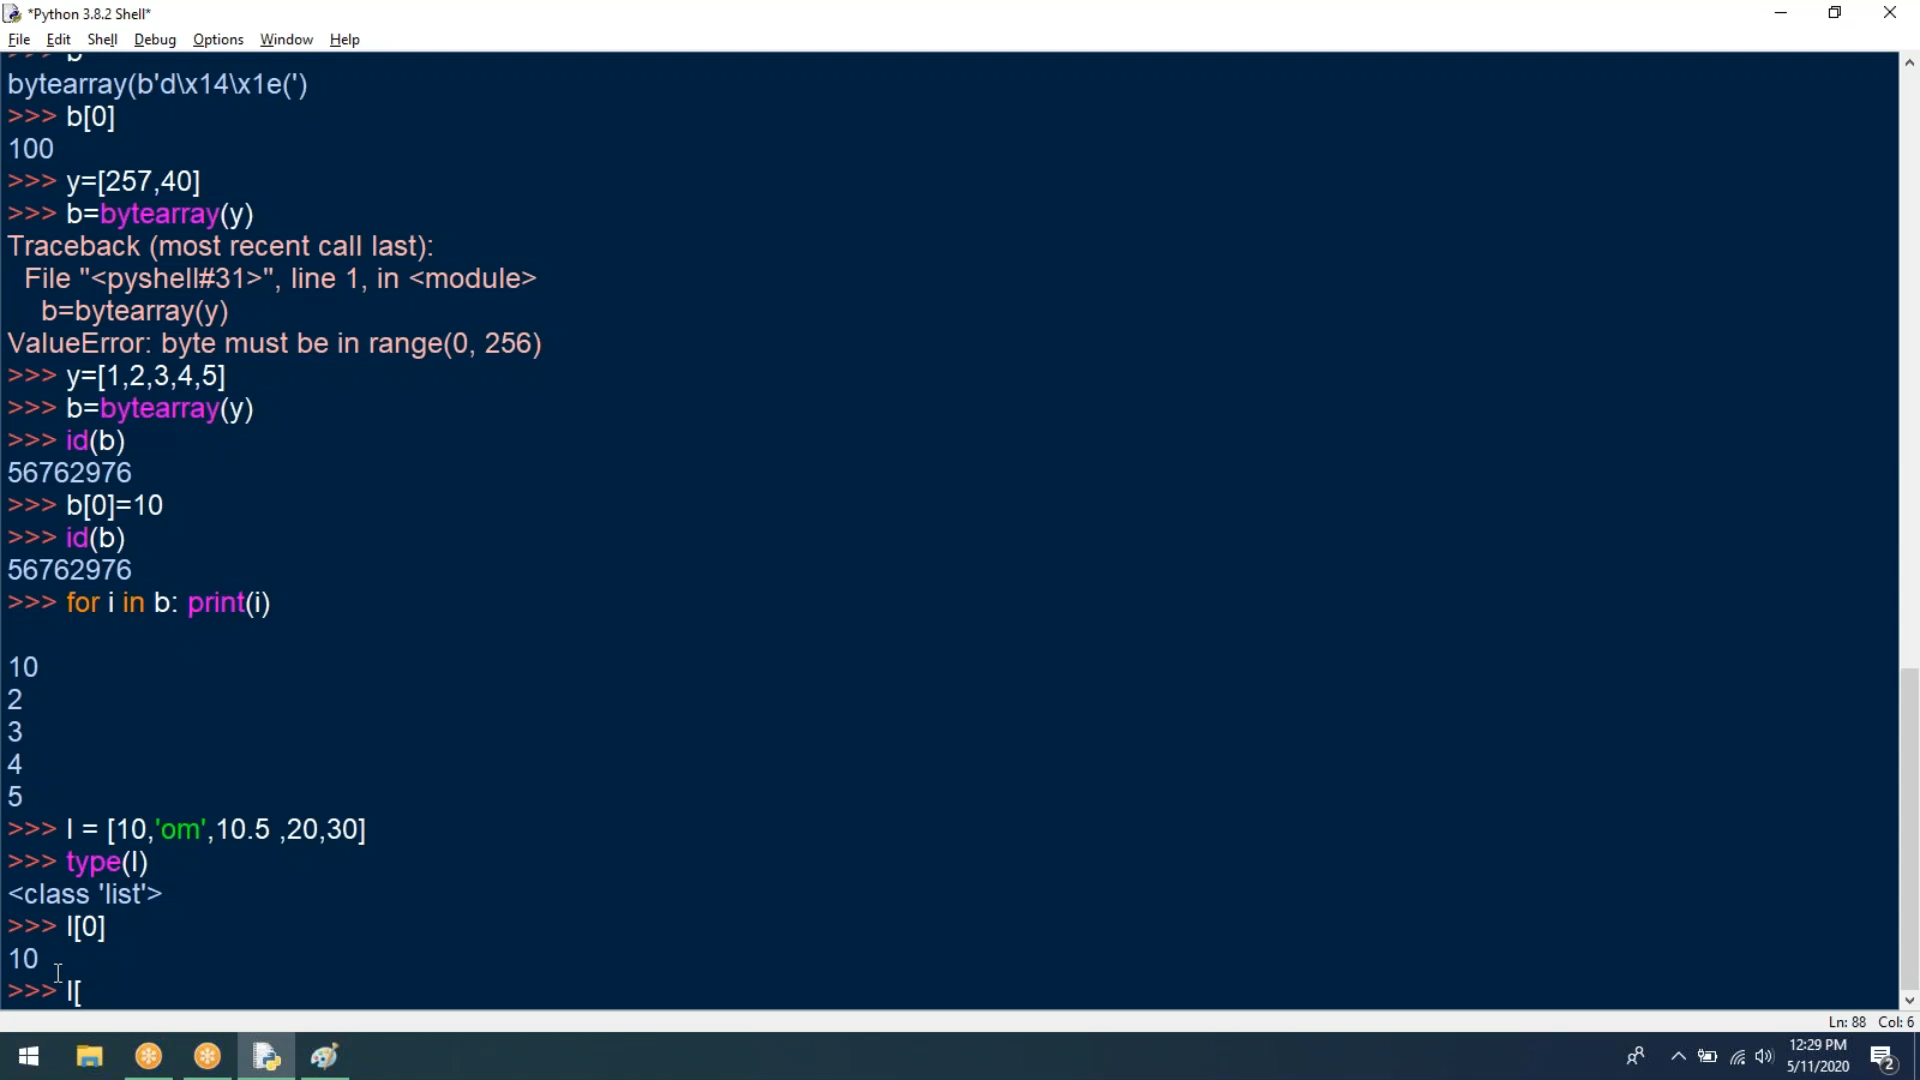 *Python 3.8.2 Shell*
File Edit Shell Debug Options Window Help
>>> b
bytearray(b'd\x14\x1e(')
>>> b[0]
100
>>> y=[257,40]
>>> b=bytearray(y)
Traceback (most recent call last):
  File "<pyshell#31>", line 1, in <module>
    b=bytearray(y)
ValueError: byte must be in range(0, 256)
>>> y=[1,2,3,4,5]
>>> b=bytearray(y)
>>> id(b)
56762976
>>> b[0]=10
>>> id(b)
56762976
>>> for i in b: print(i)
10
2
3
4
5
>>> l = [10,'om',10.5 ,20,30]
>>> type(l)
<class 'list'>
>>> l[0]
10
>>> l[
Ln: 88 Col: 6
12:29 PM
5/11/2020
2